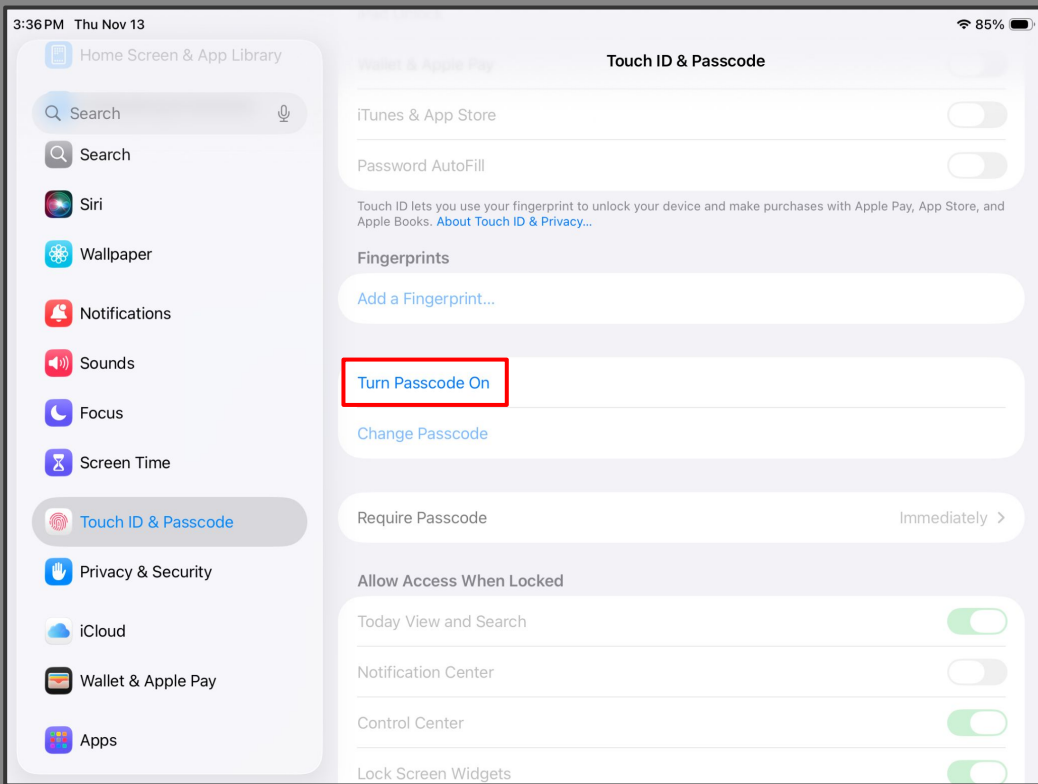 3:36 PM Thu Nov 13
85%
Home Screen & App Library
Search
Search
Siri
Wallpaper
Notifications
Sounds
Focus
Screen Time
Touch ID & Passcode
Privacy & Security
iCloud
Wallet & Apple Pay
Apps
Touch ID & Passcode
Wallet & Apple Pay
iTunes & App Store
Password AutoFill
Touch ID lets you use your fingerprint to unlock your device and make purchases with Apple Pay, App Store, and
Apple Books. About Touch ID & Privacy...
Fingerprints
Add a Fingerprint...
Turn Passcode On
Change Passcode
Require Passcode Immediately
Allow Access When Locked
Today View and Search
Notification Center
Control Center
Lock Screen Widgets